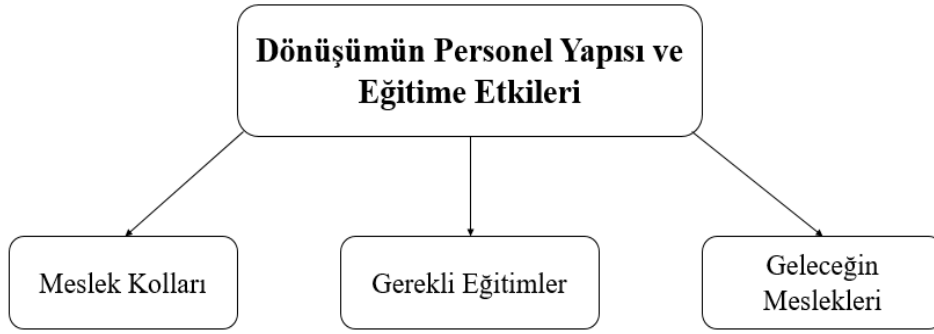 Dönüşümün Personel Yapısı ve
Eğitime Etkileri
Meslek Kolları
Gerekli Eğitimler
Geleceğin
Meslekleri